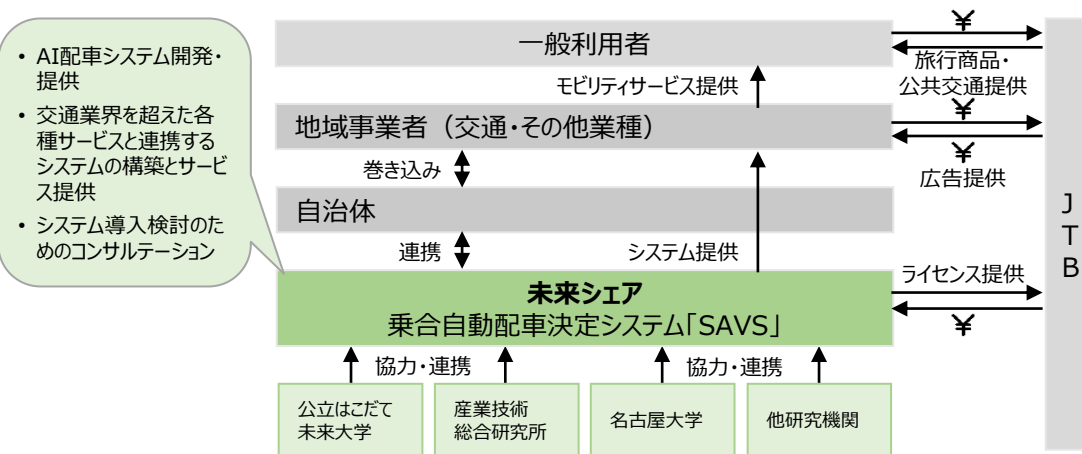 • AI配車システム開発・
提供
• 交通業界を超えた各
種サービスと連携する
システムの構築とサービ
ス提供
• システム導入検討のた
めのコンサルテーション
一般利用者
モビリティサービス提供
地域事業者（交通・その他業種）
巻き込み
自治体
連携
システム提供
未来シェア
乗合自動配車決定システム「SAVS」
協力・連携
協力・連携
公立はこだて
未来大学
産業技術
総合研究所
名古屋大学
他研究機関
¥
旅行商品・
公共交通提供
¥
¥
広告提供
ライセンス提供
¥
J
T
B